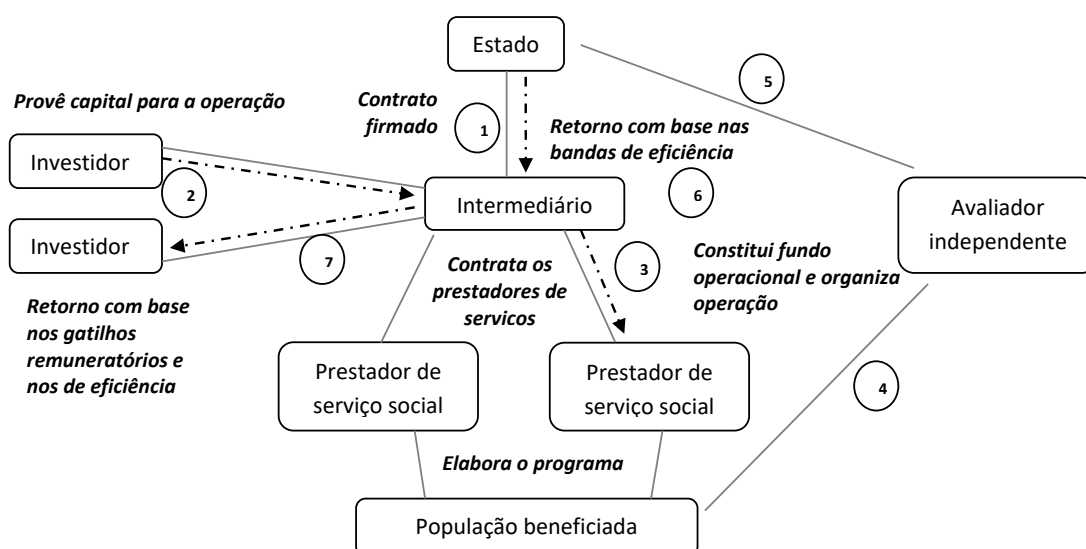 Estado
5
Provê capital para a operação
Contrato
firmado
1
Retorno com base nas
bandas de eficiência
Investidor
2
Intermediário
6
Avaliador
independente
Investidor
7
Contrata os
prestadores de
servicos
3
Constitui fundo
operacional e organiza
operação
Retorno com base
nos gatilhos
remuneratórios e
nos de eficiência
Prestador de
serviço social
Prestador de
serviço social
4
Elabora o programa
População beneficiada